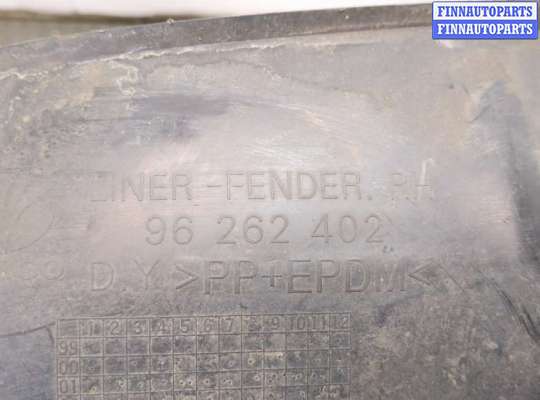 FINNAUTOPARTS
FINNAUTOPARTS
LINER-FENDER.RH
96 262 402
D.Y. >PP+EPDM<
1 2 3 4 5 6 7 8 9 10 11 12
99
00
01